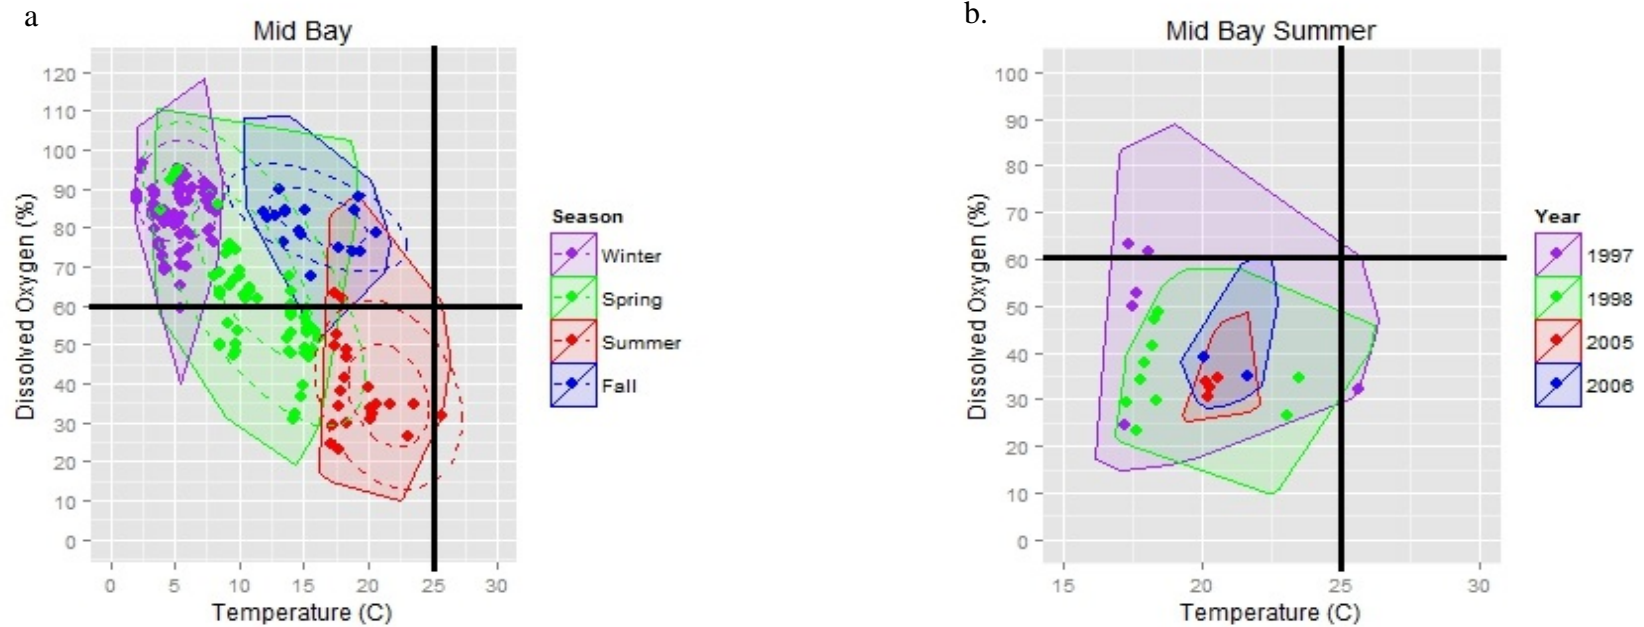 a
Mid Bay
120
110
100
90
80
70
60
50
40
30
20
10
0
Dissolved Oxygen (%)
0 5 10 15 20 25 30
Temperature (C)
Season
Winter
Spring
Summer
Fall
b.
Mid Bay Summer
100
90
80
70
60
50
40
30
20
10
0
Dissolved Oxygen (%)
15 20 25 30
Temperature (C)
Year
1997
1998
2005
2006